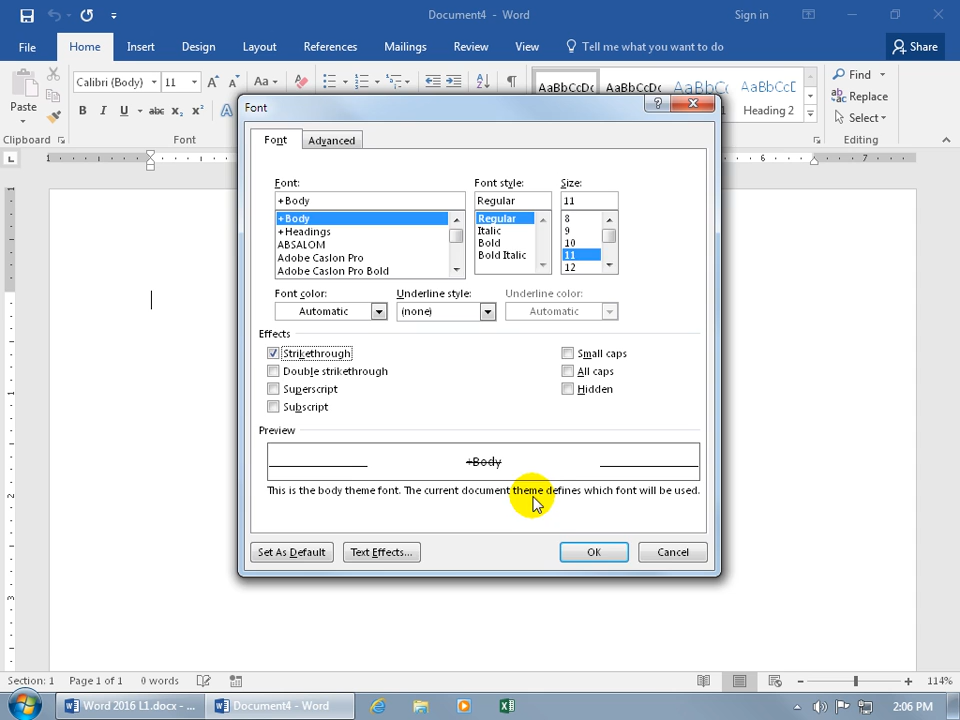 Document4 - Word
Sign in
File Home Insert Design Layout References Mailings Review View Tell me what you want to do Share
Calibri (Body) 11 Aa AaBbCcDc AaBbCcDc AaBbCc AaBbCcE Find
Paste B I U abc x₂ x² A Heading 2 Replace
Select
Clipboard Font Editing
Font
Font Advanced
Font: Font style: Size:
+Body Regular 11
+Body Regular 8
+Headings Italic 9
ABSALOM Bold 10
Adobe Caslon Pro Bold Italic 11
Adobe Caslon Pro Bold 12
Font color: Underline style: Underline color:
Automatic (none) Automatic
Effects
Strikethrough Small caps
Double strikethrough All caps
Superscript Hidden
Subscript
Preview
+Body
This is the body theme font. The current document theme defines which font will be used.
Set As Default Text Effects... OK Cancel
Section: 1 Page 1 of 1 0 words 114%
Word 2016 L1.docx - ... Document4 - Word 2:06 PM